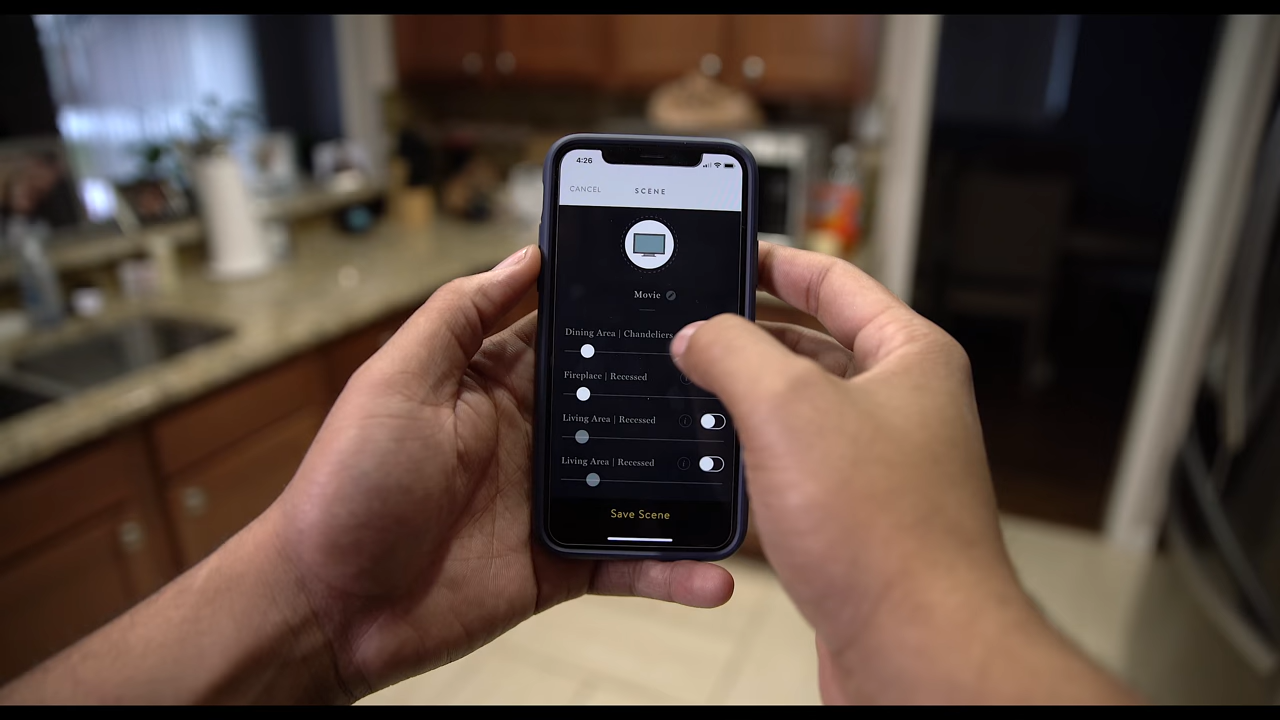 4:26
CANCEL SCENE
Movie
Dining Area | Chandeliers
Fireplace | Recessed
Living Area | Recessed
Living Area | Recessed
Save Scene